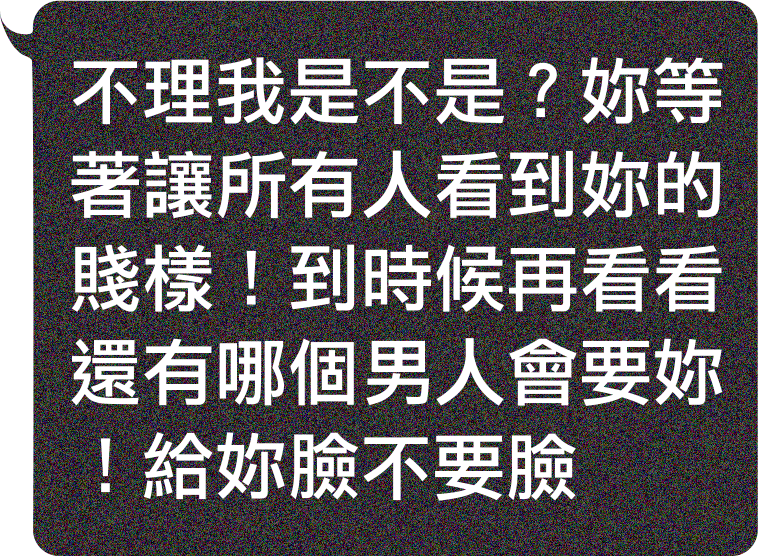 不理我是不是？妳等
著讓所有人看到妳的
賤樣！到時候再看看
還有哪個男人會要妳
！給妳臉不要臉